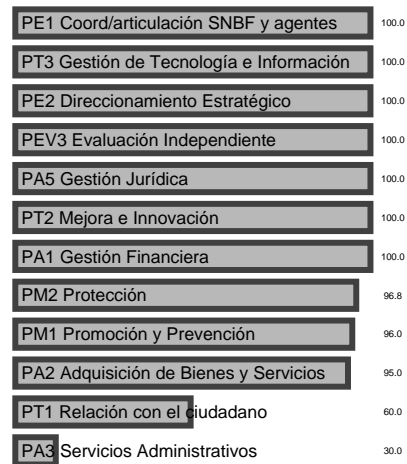 PE1 Coord/articulación SNBF y agentes 100.0
PT3 Gestión de Tecnología e Información 100.0
PE2 Direccionamiento Estratégico 100.0
PEV3 Evaluación Independiente 100.0
PA5 Gestión Jurídica 100.0
PT2 Mejora e Innovación 100.0
PA1 Gestión Financiera 100.0
PM2 Protección 96.8
PM1 Promoción y Prevención 96.0
PA2 Adquisición de Bienes y Servicios 95.0
PT1 Relación con el ciudadano 60.0
PA3 Servicios Administrativos 30.0